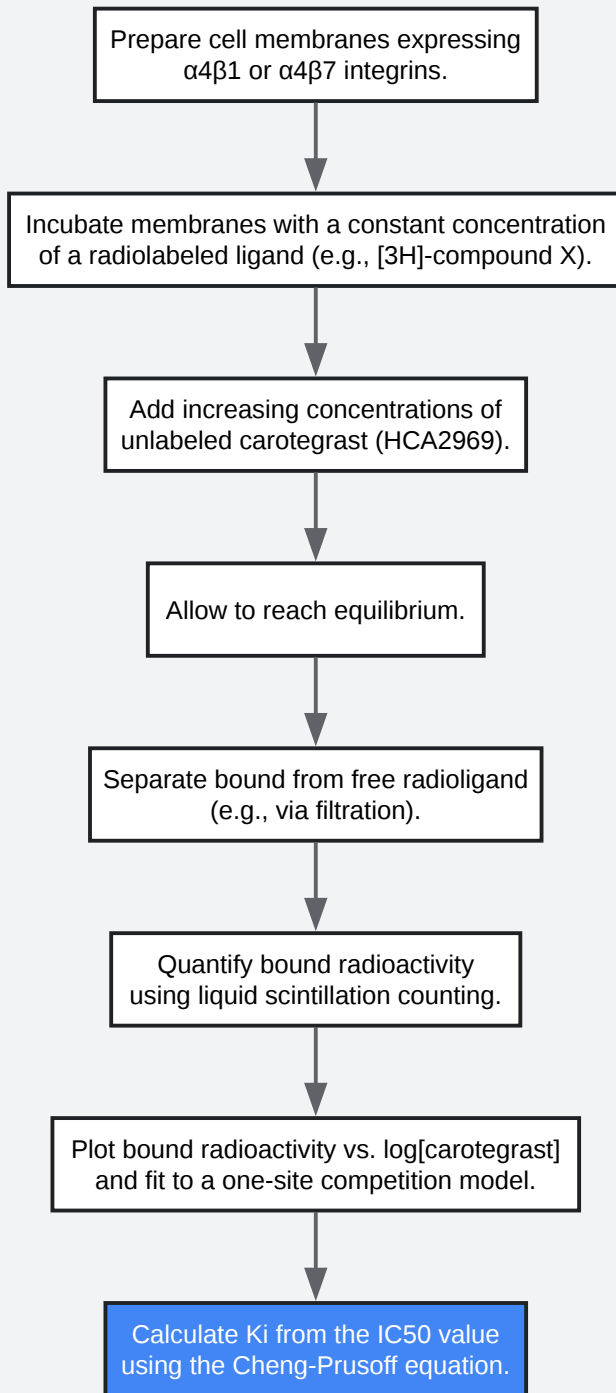 Prepare cell membranes expressing
α4β1 or α4β7 integrins.
Incubate membranes with a constant concentration
of a radiolabeled ligand (e.g., [3H]-compound X).
Add increasing concentrations of
unlabeled carotegrast (HCA2969).
Allow to reach equilibrium.
Separate bound from free radioligand
(e.g., via filtration).
Quantify bound radioactivity
using liquid scintillation counting.
Plot bound radioactivity vs. log[carotegrast]
and fit to a one-site competition model.
Calculate Ki from the IC50 value
using the Cheng-Prusoff equation.